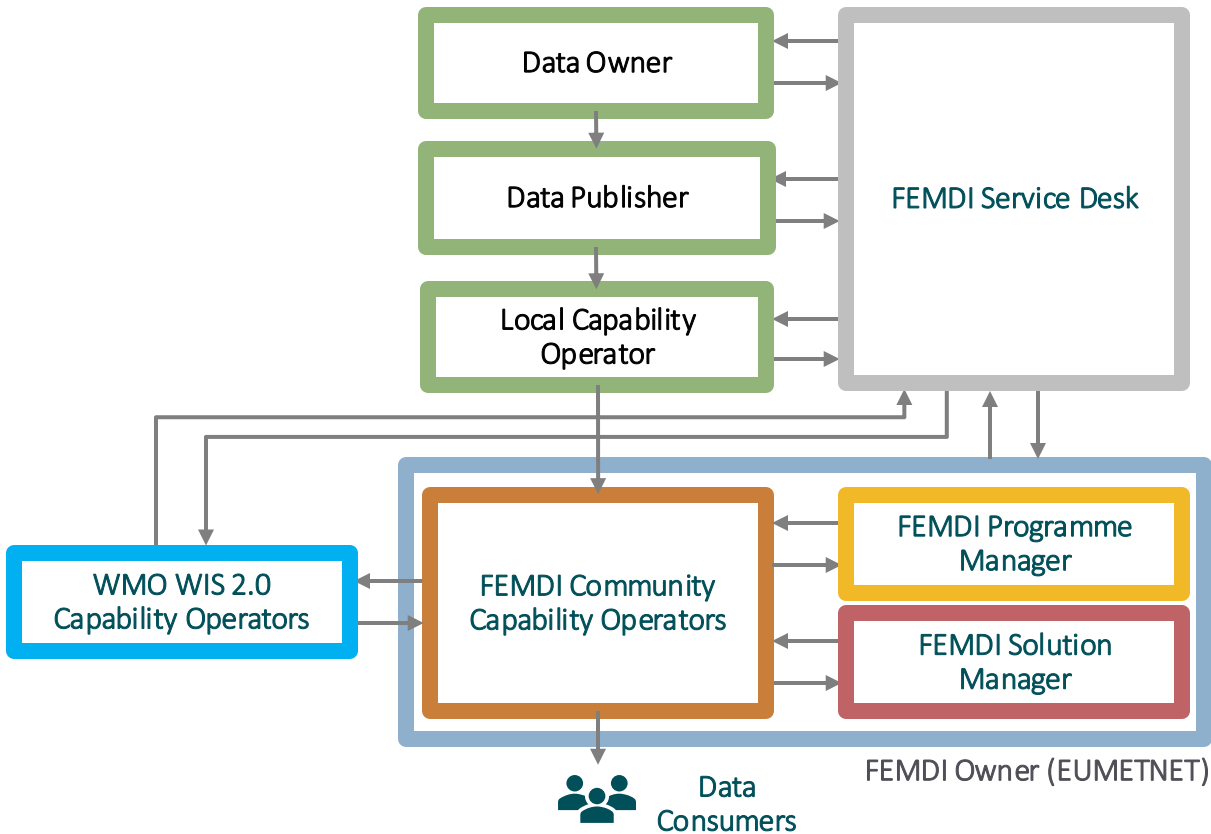 Data Owner
Data Publisher
FEMDI Service Desk
Local Capability
Operator
FEMDI Programme
Manager
WMO WIS 2.0
Capability Operators
FEMDI Community
Capability Operators
FEMDI Solution
Manager
FEMDI Owner (EUMETNET)
Data
Consumers